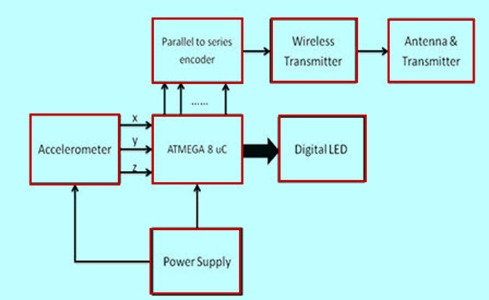 Parallel to series
encoder
Wireless
Transmitter
Antenna &
Transmitter
......
x
y
z
Accelerometer
ATMEGA 8 uC
Digital LED
Power Supply